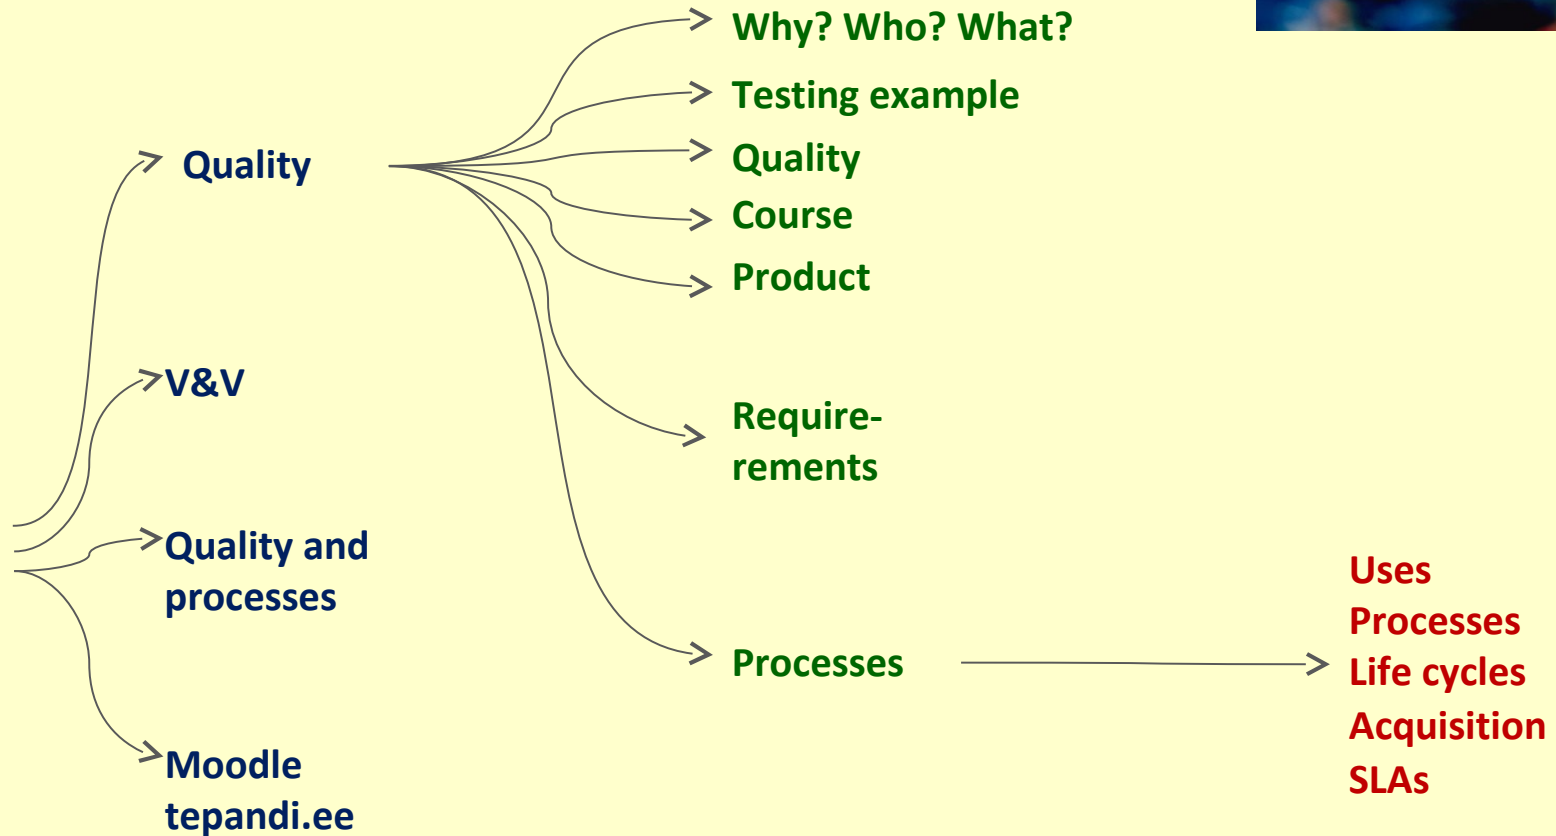 Quality
V&V
Quality and
processes
Moodle
tepandi.ee
Why? Who? What?
Testing example
Quality
Course
Product
Require-
rements
Processes
Uses
Processes
Life cycles
Acquisition
SLAs